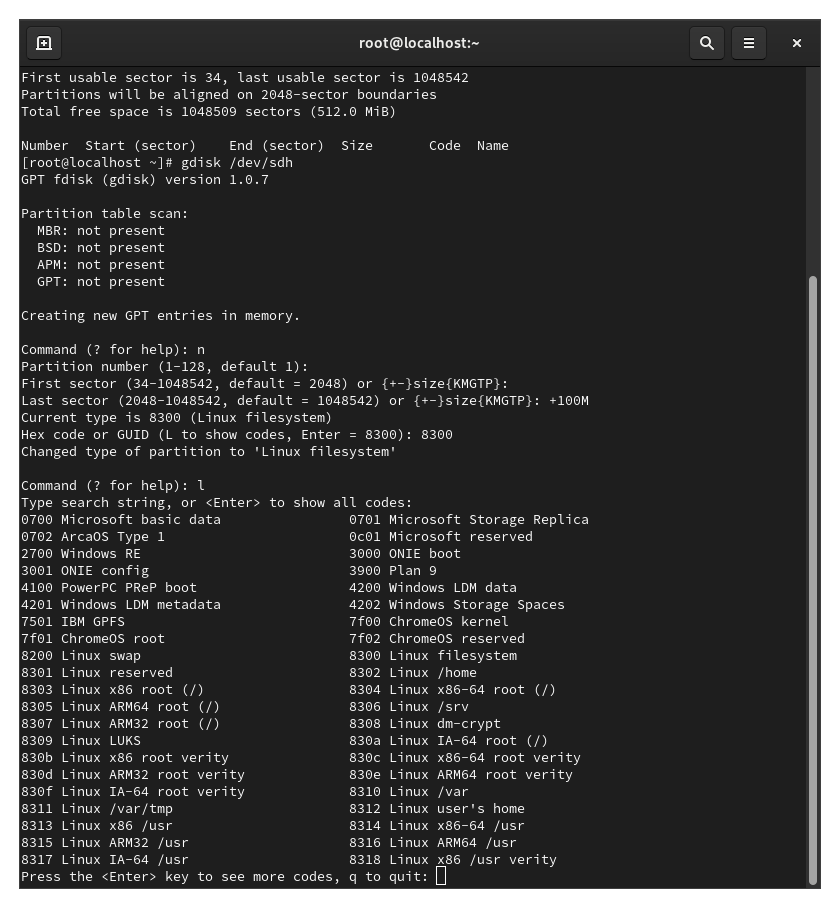 root@localhost:~
First usable sector is 34, last usable sector is 1048542
Partitions will be aligned on 2048-sector boundaries
Total free space is 1048509 sectors (512.0 MiB)
Number  Start (sector)    End (sector)  Size       Code  Name
[root@localhost ~]# gdisk /dev/sdh
GPT fdisk (gdisk) version 1.0.7
Partition table scan:
  MBR: not present
  BSD: not present
  APM: not present
  GPT: not present
Creating new GPT entries in memory.
Command (? for help): n
Partition number (1-128, default 1):
First sector (34-1048542, default = 2048) or {+-}size{KMGTP}:
Last sector (2048-1048542, default = 1048542) or {+-}size{KMGTP}: +100M
Current type is 8300 (Linux filesystem)
Hex code or GUID (L to show codes, Enter = 8300): 8300
Changed type of partition to 'Linux filesystem'
Command (? for help): l
Type search string, or <Enter> to show all codes:
0700 Microsoft basic data                0701 Microsoft Storage Replica
0702 ArcaOS Type 1                       0c01 Microsoft reserved
2700 Windows RE                          3000 ONIE boot
3001 ONIE config                         3900 Plan 9
4100 PowerPC PReP boot                   4200 Windows LDM data
4201 Windows LDM metadata                4202 Windows Storage Spaces
7501 IBM GPFS                            7f00 ChromeOS kernel
7f01 ChromeOS root                       7f02 ChromeOS reserved
8200 Linux swap                          8300 Linux filesystem
8301 Linux reserved                      8302 Linux /home
8303 Linux x86 root (/)                  8304 Linux x86-64 root (/)
8305 Linux ARM64 root (/)                8306 Linux /srv
8307 Linux ARM32 root (/)                8308 Linux dm-crypt
8309 Linux LUKS                          830a Linux IA-64 root (/)
830b Linux x86 root verity               830c Linux x86-64 root verity
830d Linux ARM32 root verity             830e Linux ARM64 root verity
830f Linux IA-64 root verity             8310 Linux /var
8311 Linux /var/tmp                      8312 Linux user's home
8313 Linux x86 /usr                      8314 Linux x86-64 /usr
8315 Linux ARM32 /usr                    8316 Linux ARM64 /usr
8317 Linux IA-64 /usr                    8318 Linux x86 /usr verity
Press the <Enter> key to see more codes, q to quit: